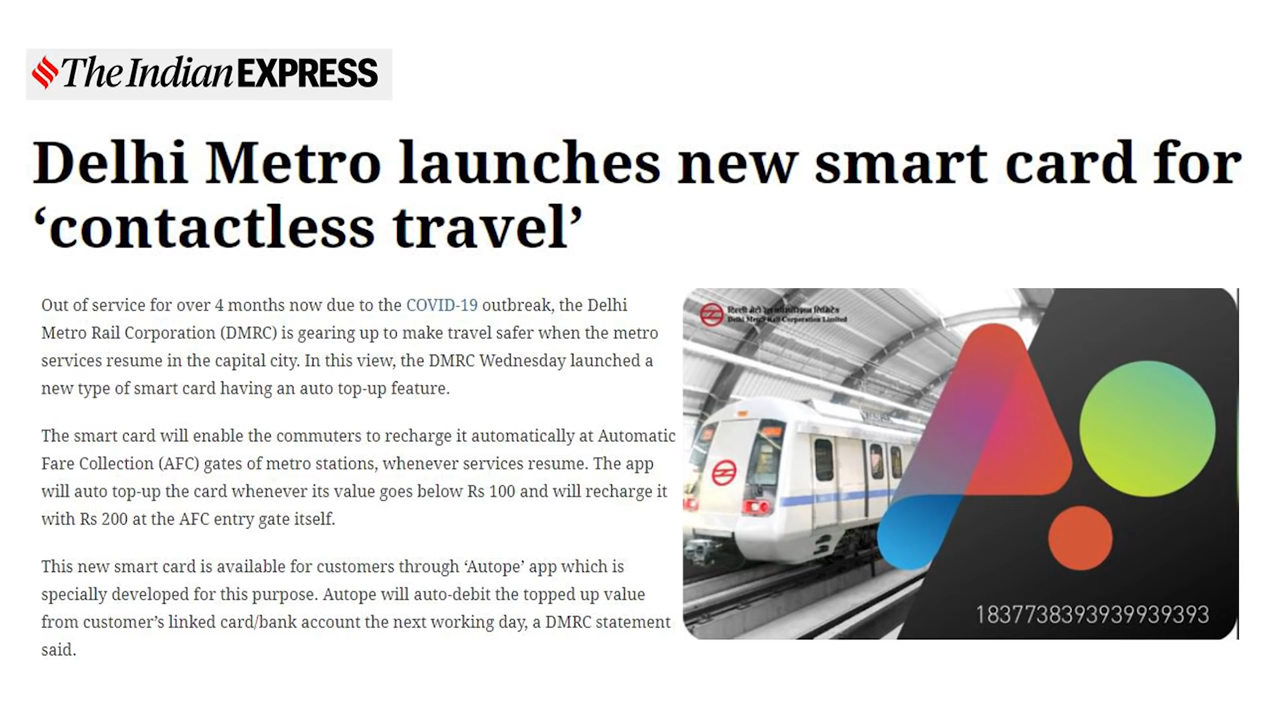 The Indian EXPRESS
Delhi Metro launches new smart card for
‘contactless travel’
Out of service for over 4 months now due to the COVID-19 outbreak, the Delhi
Metro Rail Corporation (DMRC) is gearing up to make travel safer when the metro
services resume in the capital city. In this view, the DMRC Wednesday launched a
new type of smart card having an auto top-up feature.
The smart card will enable the commuters to recharge it automatically at Automatic
Fare Collection (AFC) gates of metro stations, whenever services resume. The app
will auto top-up the card whenever its value goes below Rs 100 and will recharge it
with Rs 200 at the AFC entry gate itself.
This new smart card is available for customers through ‘Autope’ app which is
specially developed for this purpose. Autope will auto-debit the topped up value
from customer’s linked card/bank account the next working day, a DMRC statement
said.
दिल्ली मेट्रो रेल कॉर्पोरेशन लिमिटेड
Delhi Metro Rail Corporation Limited
1837738393939939393